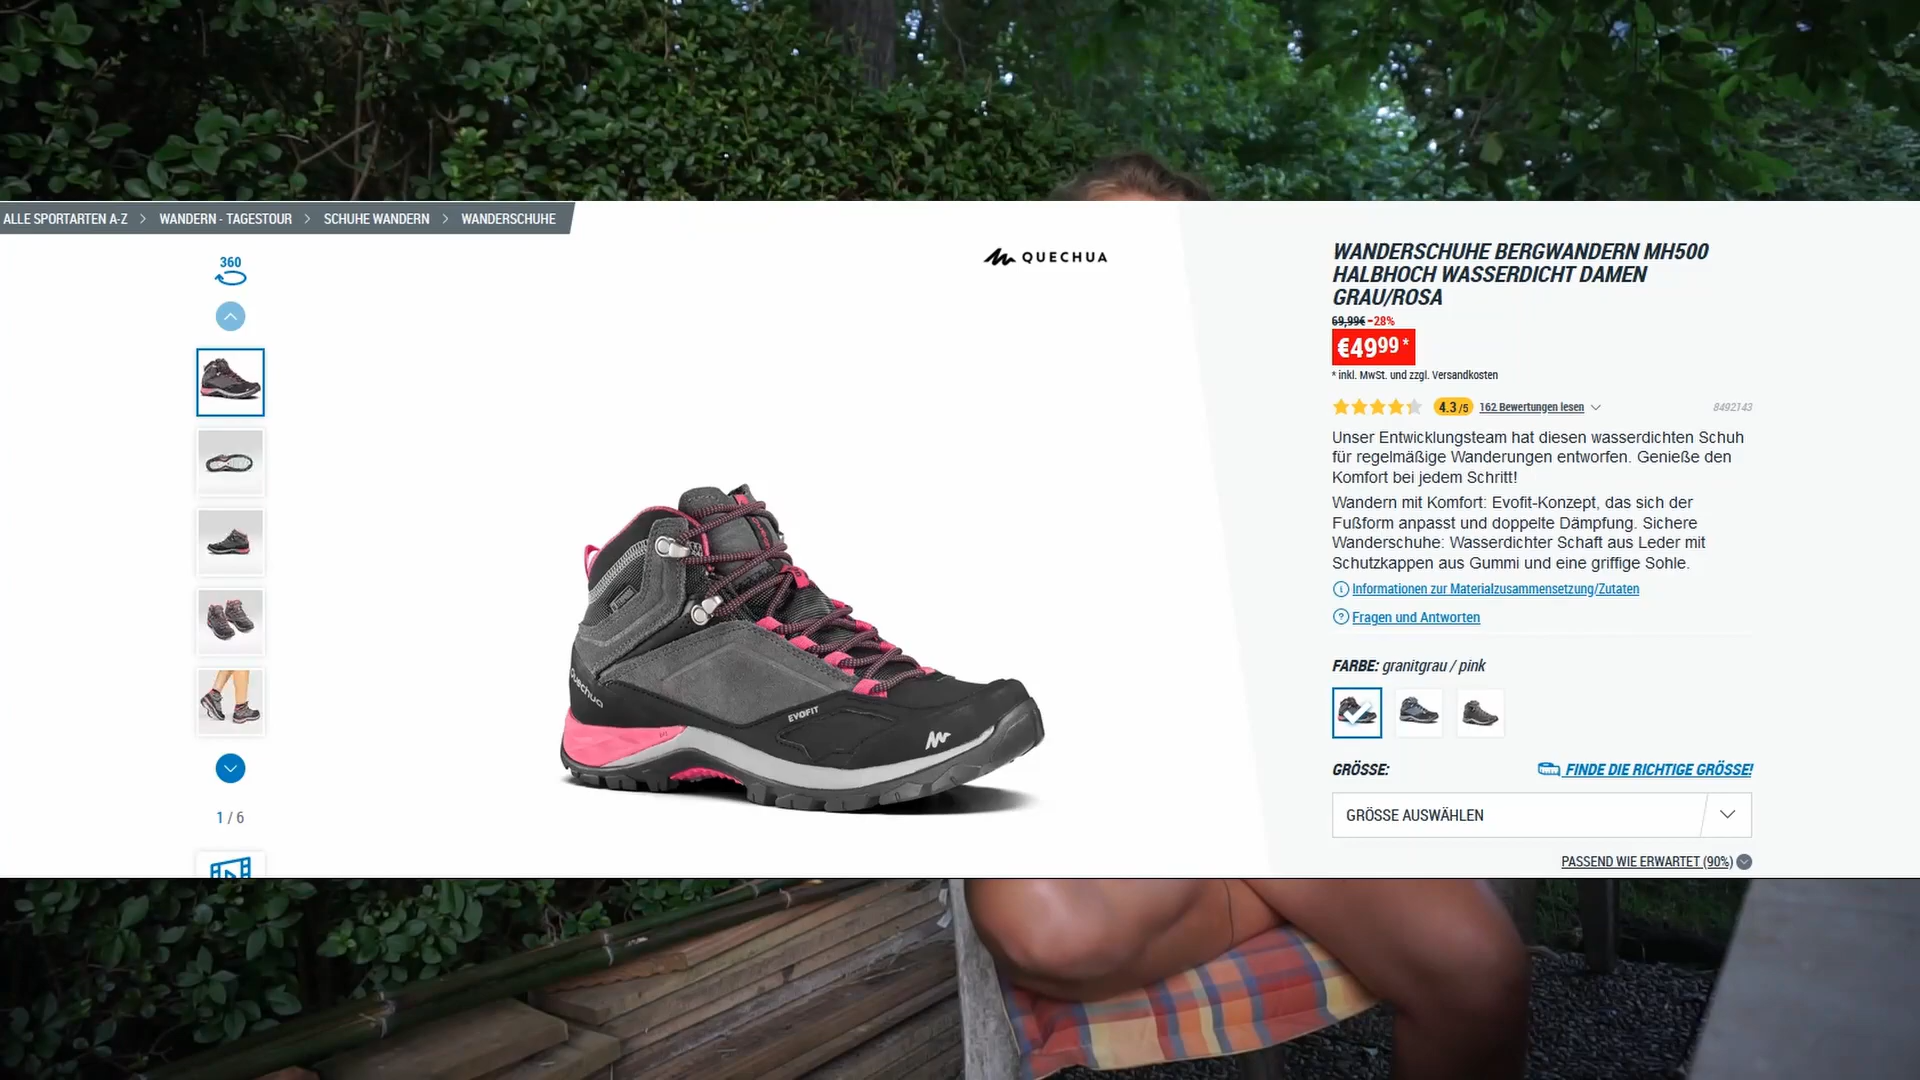 ALLE SPORTARTEN A-Z > WANDERN - TAGESTOUR > SCHUHE WANDERN > WANDERSCHUHE
360
1 / 6
QUECHUA
Quechua
EVOFIT
WANDERSCHUHE BERGWANDERN MH500
HALBHOCH WASSERDICHT DAMEN
GRAU/ROSA
69,99€ -28%
€49,99 *
* inkl. MwSt. und zzgl. Versandkosten
4.3 /5 162 Bewertungen lesen 8492143
Unser Entwicklungsteam hat diesen wasserdichten Schuh
für regelmäßige Wanderungen entworfen. Genieße den
Komfort bei jedem Schritt!
Wandern mit Komfort: Evofit-Konzept, das sich der
Fußform anpasst und doppelte Dämpfung. Sichere
Wanderschuhe: Wasserdichter Schaft aus Leder mit
Schutzkappen aus Gummi und eine griffige Sohle.
Informationen zur Materialzusammensetzung/Zutaten
Fragen und Antworten
FARBE: granitgrau / pink
GRÖSSE: FINDE DIE RICHTIGE GRÖSSE!
GRÖSSE AUSWÄHLEN
PASSEND WIE ERWARTET (90%)